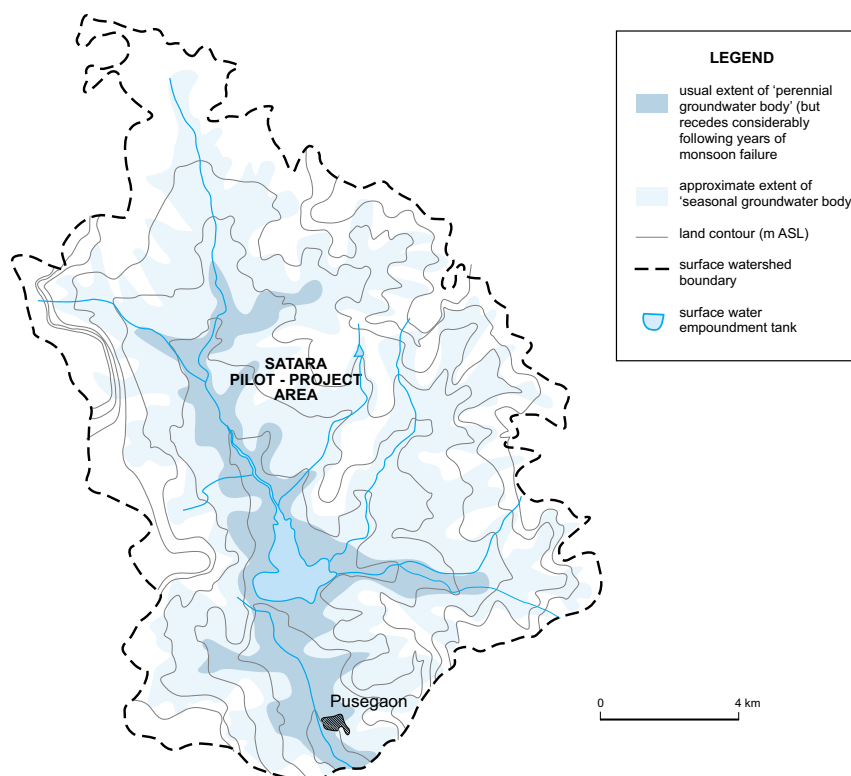 LEGEND
usual extent of ‘perennial
groundwater body’ (but
recedes considerably
following years of
monsoon failure
approximate extent of
‘seasonal groundwater body’
land contour (m ASL)
surface watershed
boundary
surface water
empoundment tank
SATARA
PILOT - PROJECT
AREA
Pusegaon
0 4 km